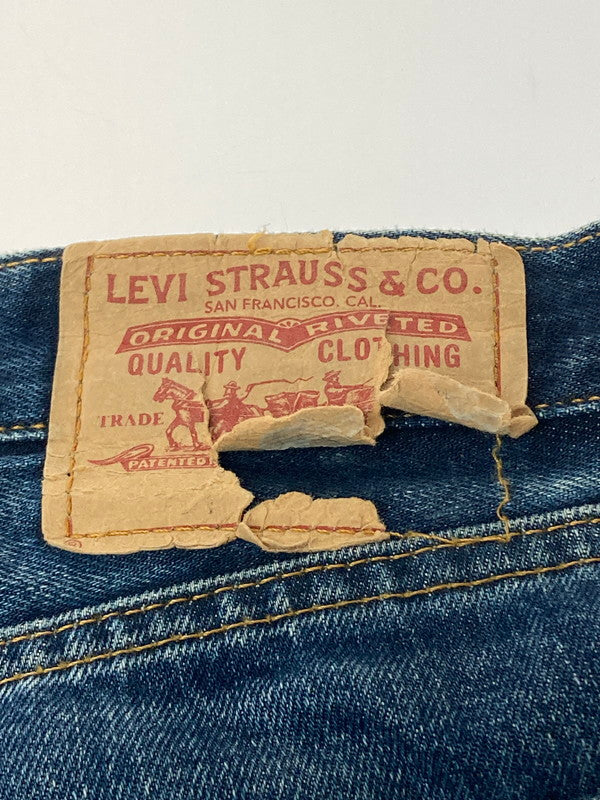 LEVI STRAUSS & CO.
SAN FRANCISCO, CAL.
ORIGINAL RIVETED
QUALITY CLOTHING
TRADE
PATENTED